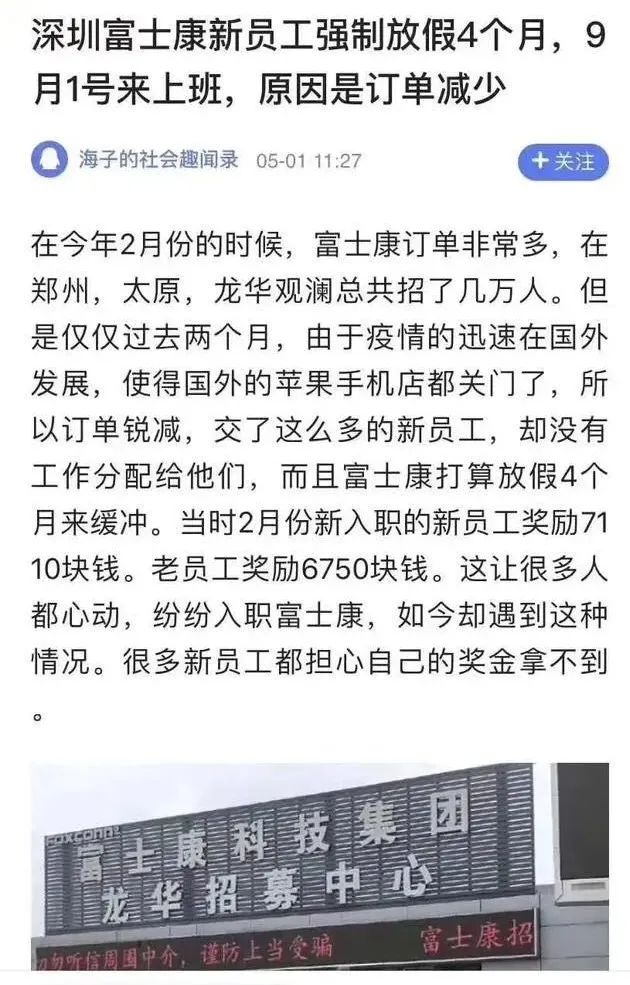 深圳富士康新员工强制放假4个月，9
月1号来上班，原因是订单减少
海子的社会趣闻录 05-01 11:27
+关注
在今年2月份的时候，富士康订单非常多，在
郑州，太原，龙华观澜总共招了几万人。但
是仅仅过去两个月，由于疫情的迅速在国外
发展，使得国外的苹果手机店都关门了，所
以订单锐减，交了这么多的新员工，却没有
工作分配给他们，而且富士康打算放假4个
月来缓冲。当时2月份新入职的新员工奖励71
10块钱。老员工奖励6750块钱。这让很多人
都心动，纷纷入职富士康，如今却遇到这种
情况。很多新员工都担心自己的奖金拿不到
。
FOXCONN
富士康科技集团
龙华招募中心
勿听信周围中介，谨防上当受骗 富士康招